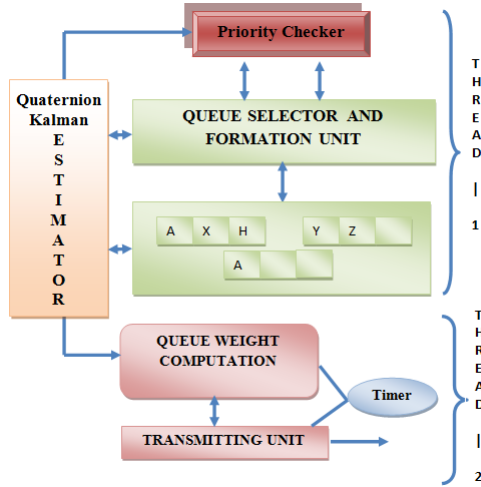 Priority Checker
Quaternion
Kalman
E
S
T
I
M
A
T
O
R
QUEUE SELECTOR AND
FORMATION UNIT
A X H
Y Z
A
T
H
R
E
A
D
|
1
QUEUE WEIGHT
COMPUTATION
Timer
TRANSMITTING UNIT
T
H
R
E
A
D
|
2